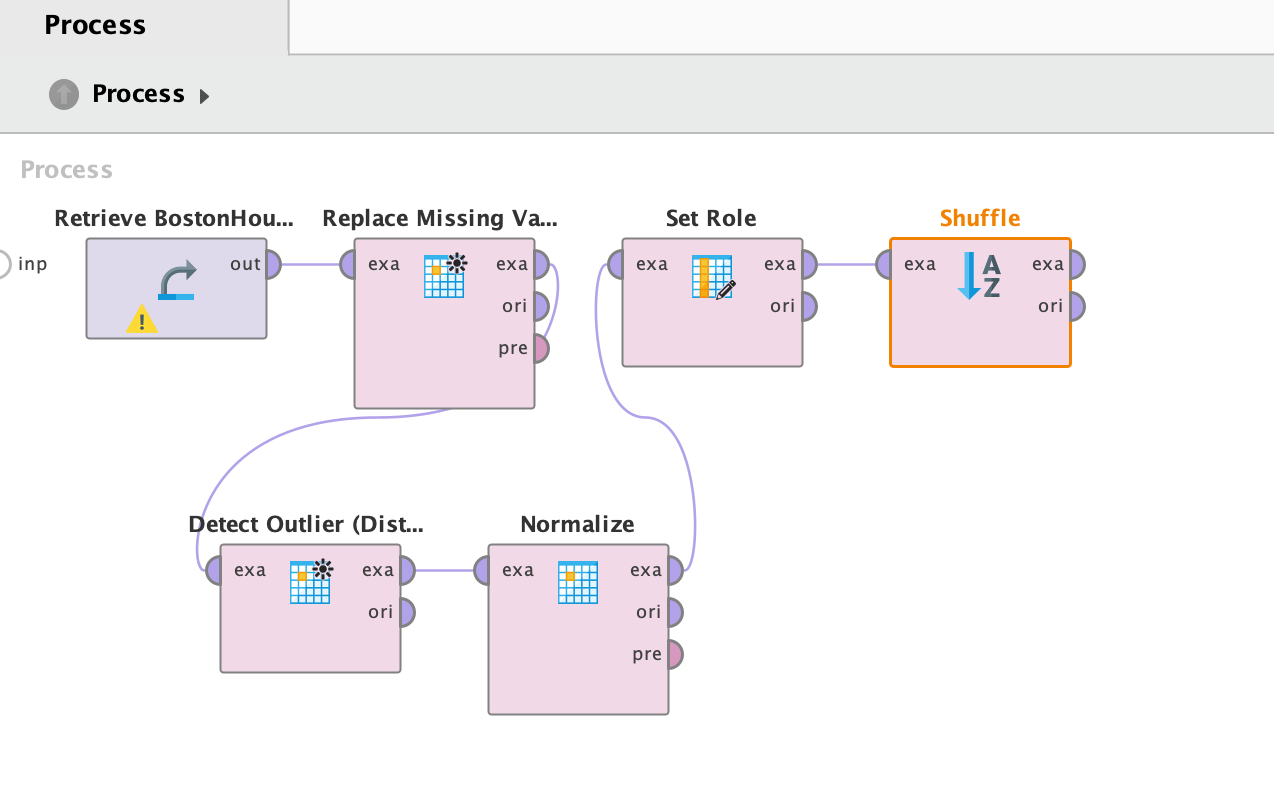 Process
Process
Process
Retrieve BostonHou... Replace Missing Va... Set Role Shuffle
inp out exa exa exa exa exa exa
ori ori ori
pre
Detect Outlier (Dist... Normalize
exa exa exa exa
ori ori
pre